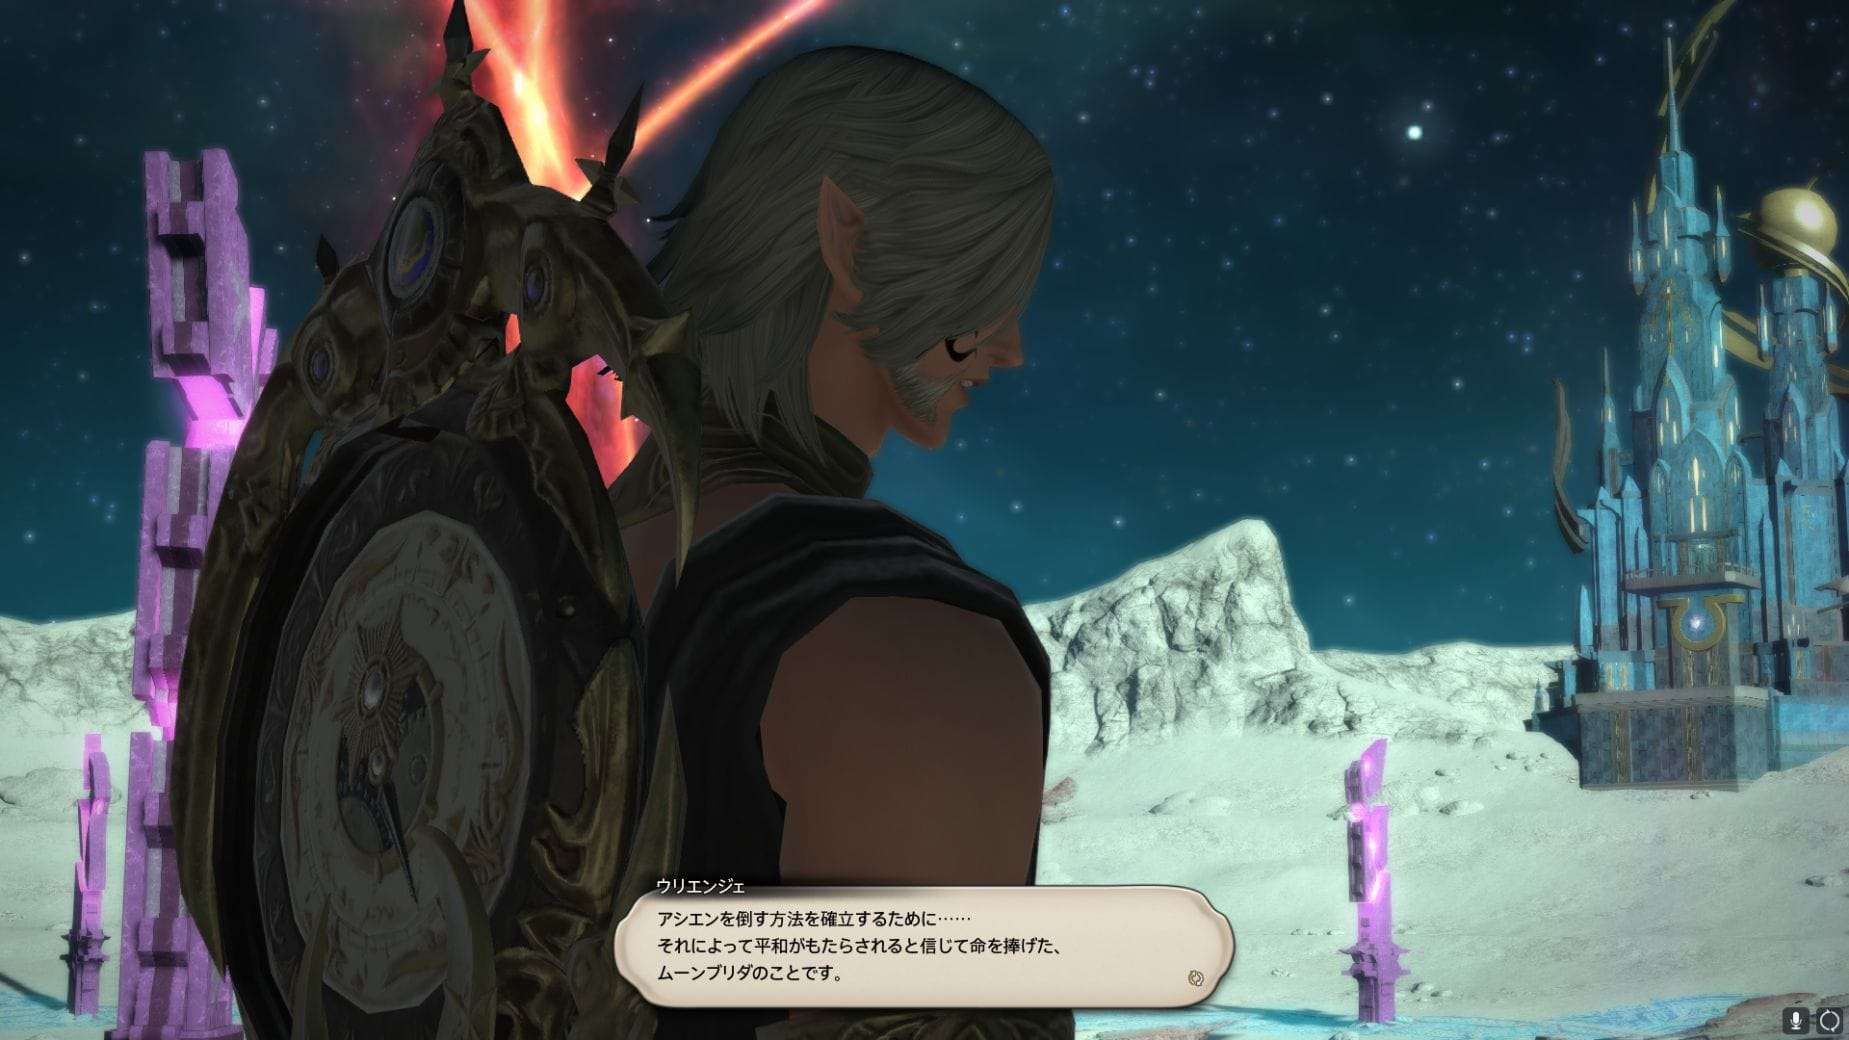 ウリエンジェ
アシエンを倒す方法を確立するために……
それによって平和がもたらされると信じて命を捧げた、
ムーンブリダのことです。